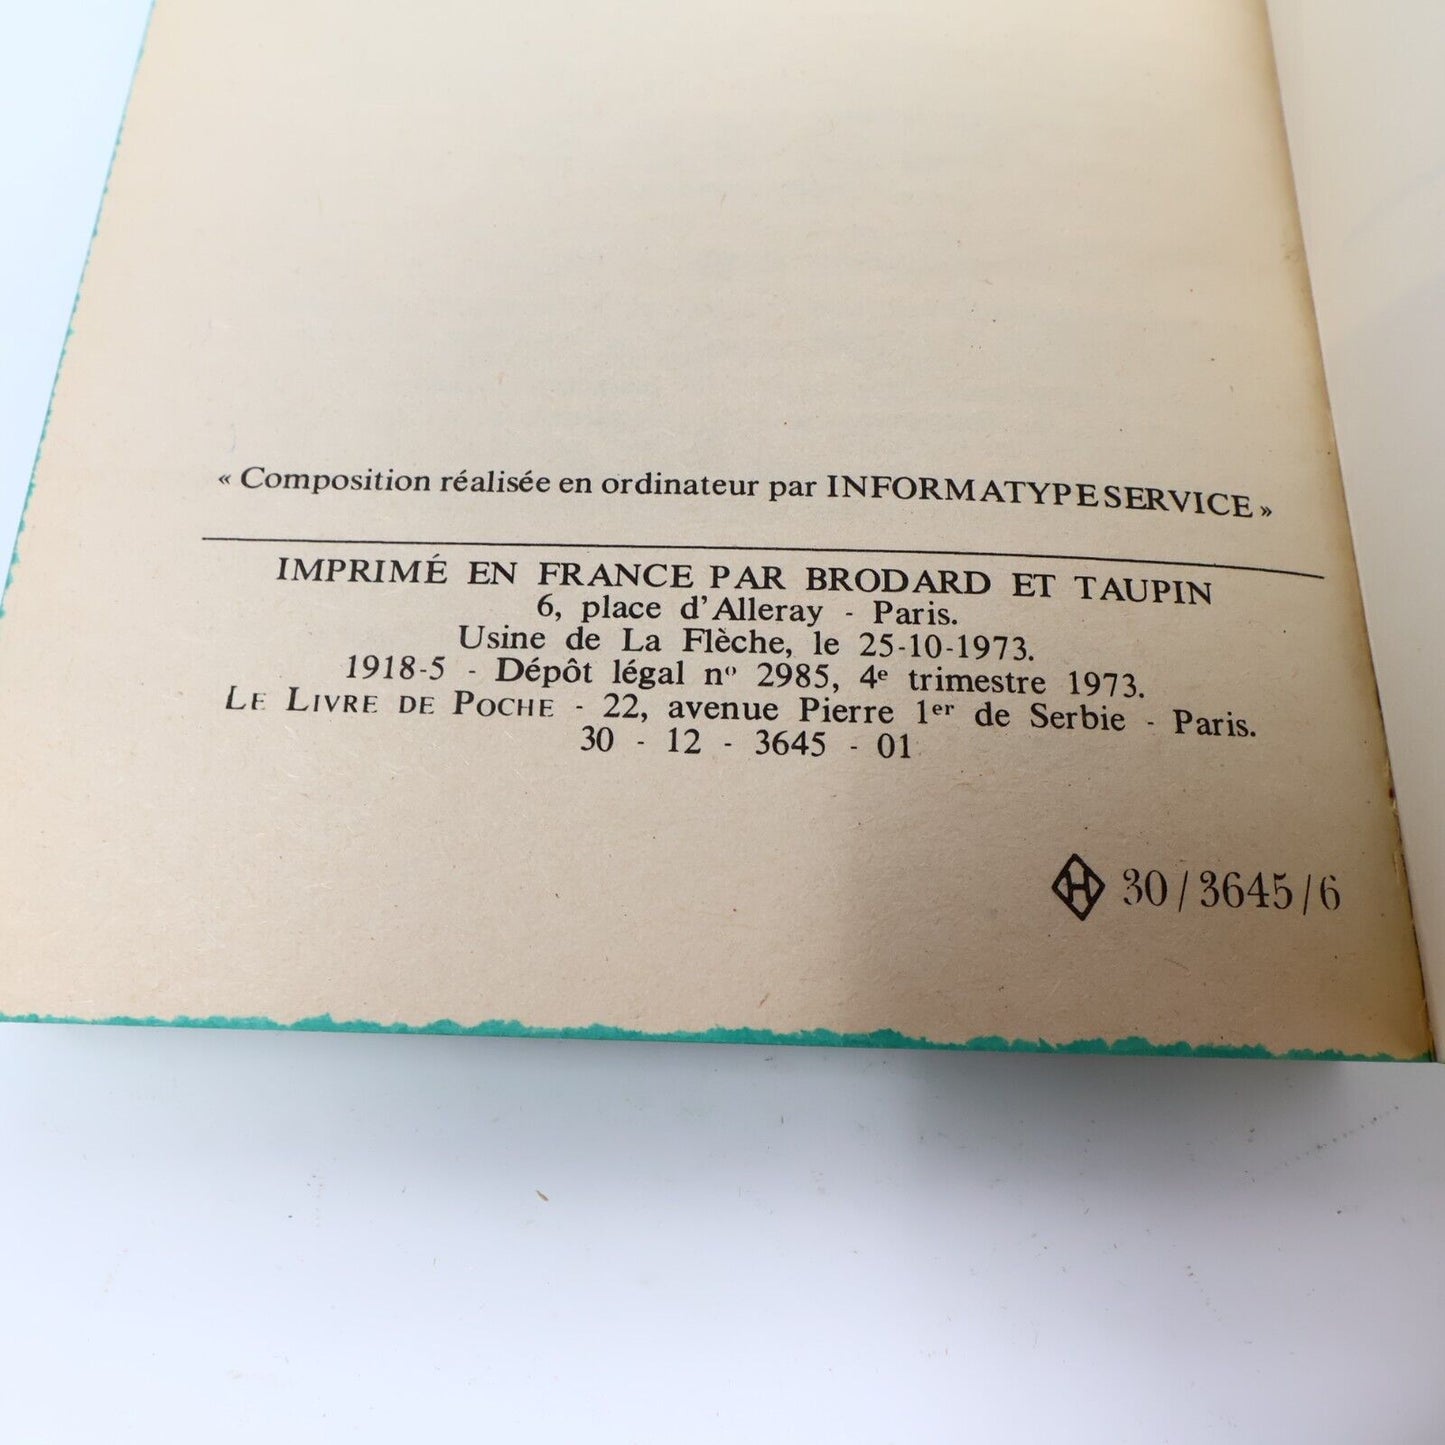 « Composition réalisée en ordinateur par INFORMATYPESERVICE »
IMPRIMÉ EN FRANCE PAR BRODARD ET TAUPIN
6, place d'Alleray - Paris.
Usine de La Flèche, le 25-10-1973.
1918-5 - Dépôt légal nº 2985, 4e trimestre 1973.
LE LIVRE DE POCHE - 22, avenue Pierre 1er de Serbie - Paris.
30 - 12 - 3645 - 01
H 30/3645/6